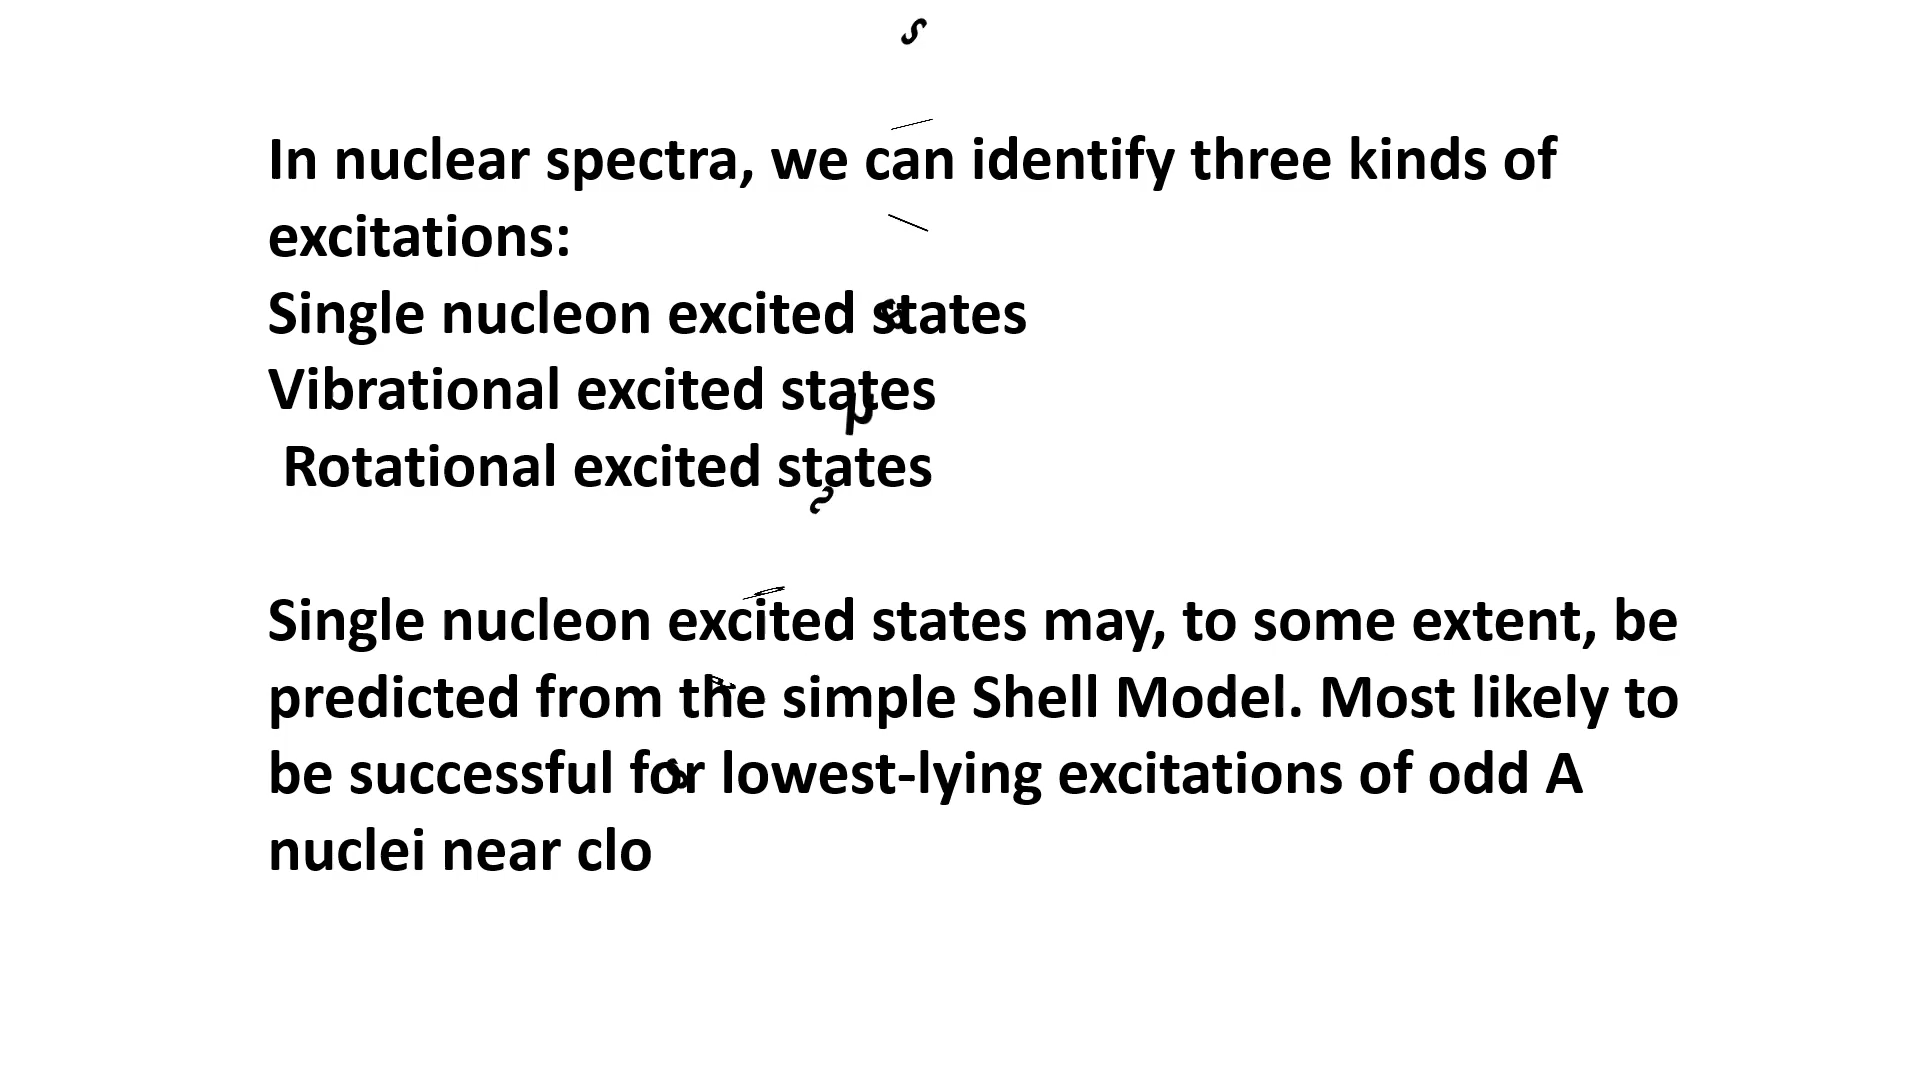 In nuclear spectra, we can identify three kinds of
excitations:
Single nucleon excited states
Vibrational excited states
Rotational excited states
Single nucleon excited states may, to some extent, be
predicted from the simple Shell Model. Most likely to
be successful for lowest-lying excitations of odd A
nuclei near clo